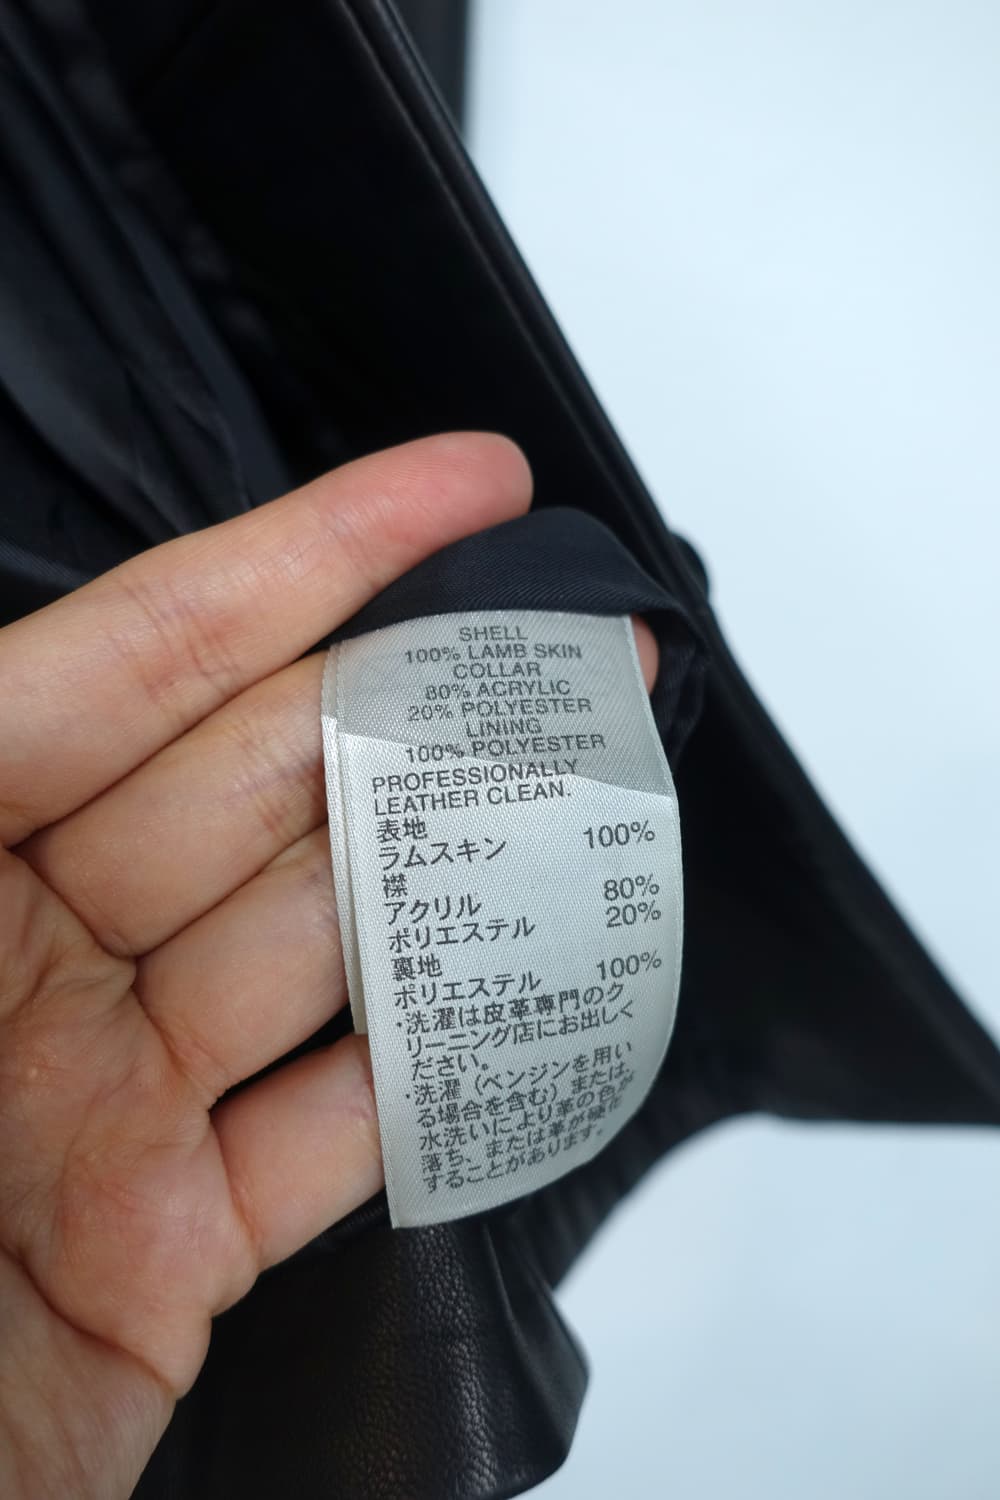 SHELL
100% LAMB SKIN
COLLAR
80% ACRYLIC
20% POLYESTER
LINING
100% POLYESTER
PROFESSIONALLY
LEATHER CLEAN.
表地
ラムスキン 100%
襟
アクリル 80%
ポリエステル 20%
裏地
ポリエステル 100%
・洗濯は皮革専門のク
リーニング店にお出しく
ださい。
・洗濯（ベンジンを用い
る場合を含む）または、
水洗いにより革の色が
落ち、または革が硬化
することがあります。